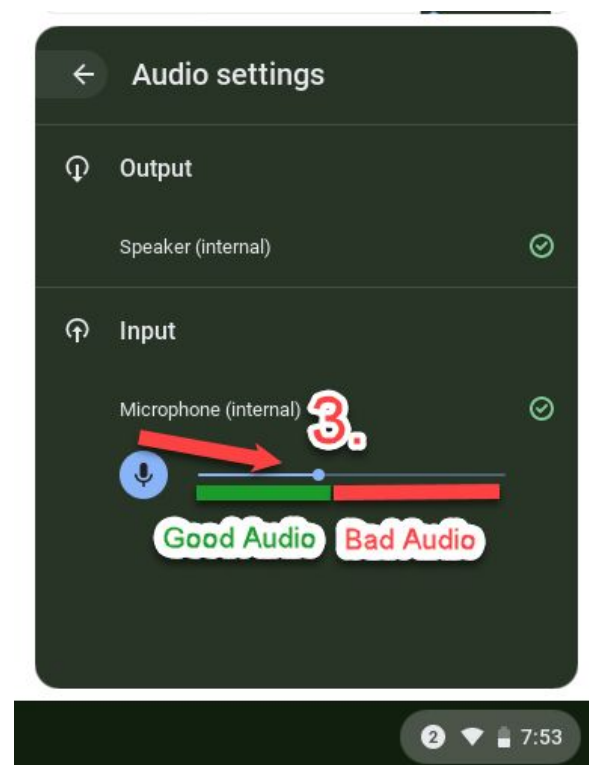 Audio settings
Output
Speaker (internal)
Input
Microphone (internal)
3.
Good Audio Bad Audio
2 7:53